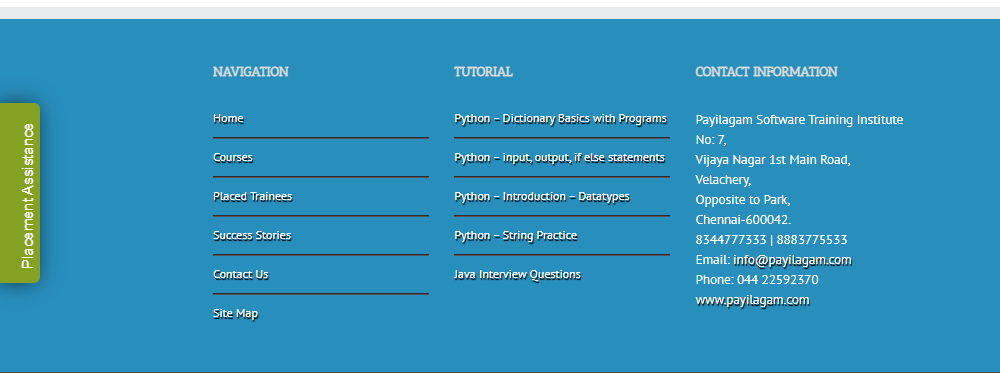 Placement Assistance
NAVIGATION
Home
Courses
Placed Trainees
Success Stories
Contact Us
Site Map
TUTORIAL
Python – Dictionary Basics with Programs
Python – input, output, if else statements
Python – Introduction – Datatypes
Python – String Practice
Java Interview Questions
CONTACT INFORMATION
Payilagam Software Training Institute
No: 7,
Vijaya Nagar 1st Main Road,
Velachery,
Opposite to Park,
Chennai-600042.
8344777333 | 8883775533
Email: info@payilagam.com
Phone: 044 22592370
www.payilagam.com